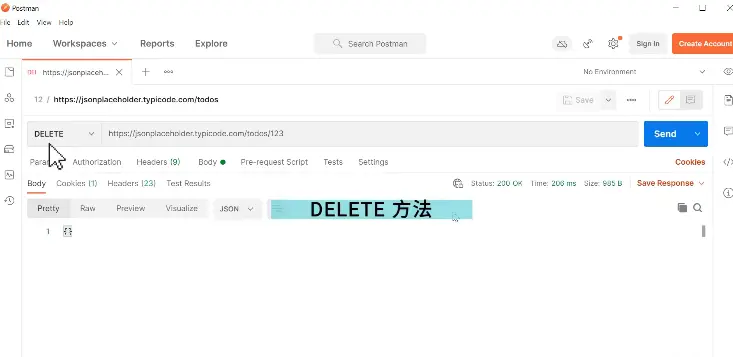 Postman
File Edit View Help
Home Workspaces Reports Explore Search Postman Sign In Create Account
DEL https://jsonplaceh... No Environment
12 / https://jsonplaceholder.typicode.com/todos Save
DELETE https://jsonplaceholder.typicode.com/todos/123 Send
Authorization Headers (9) Body Pre-request Script Tests Settings Cookies
Body Cookies (1) Headers (23) Test Results Status: 200 OK Time: 206 ms Size: 985 B Save Response
Pretty Raw Preview Visualize JSON DELETE 方法
1 {}